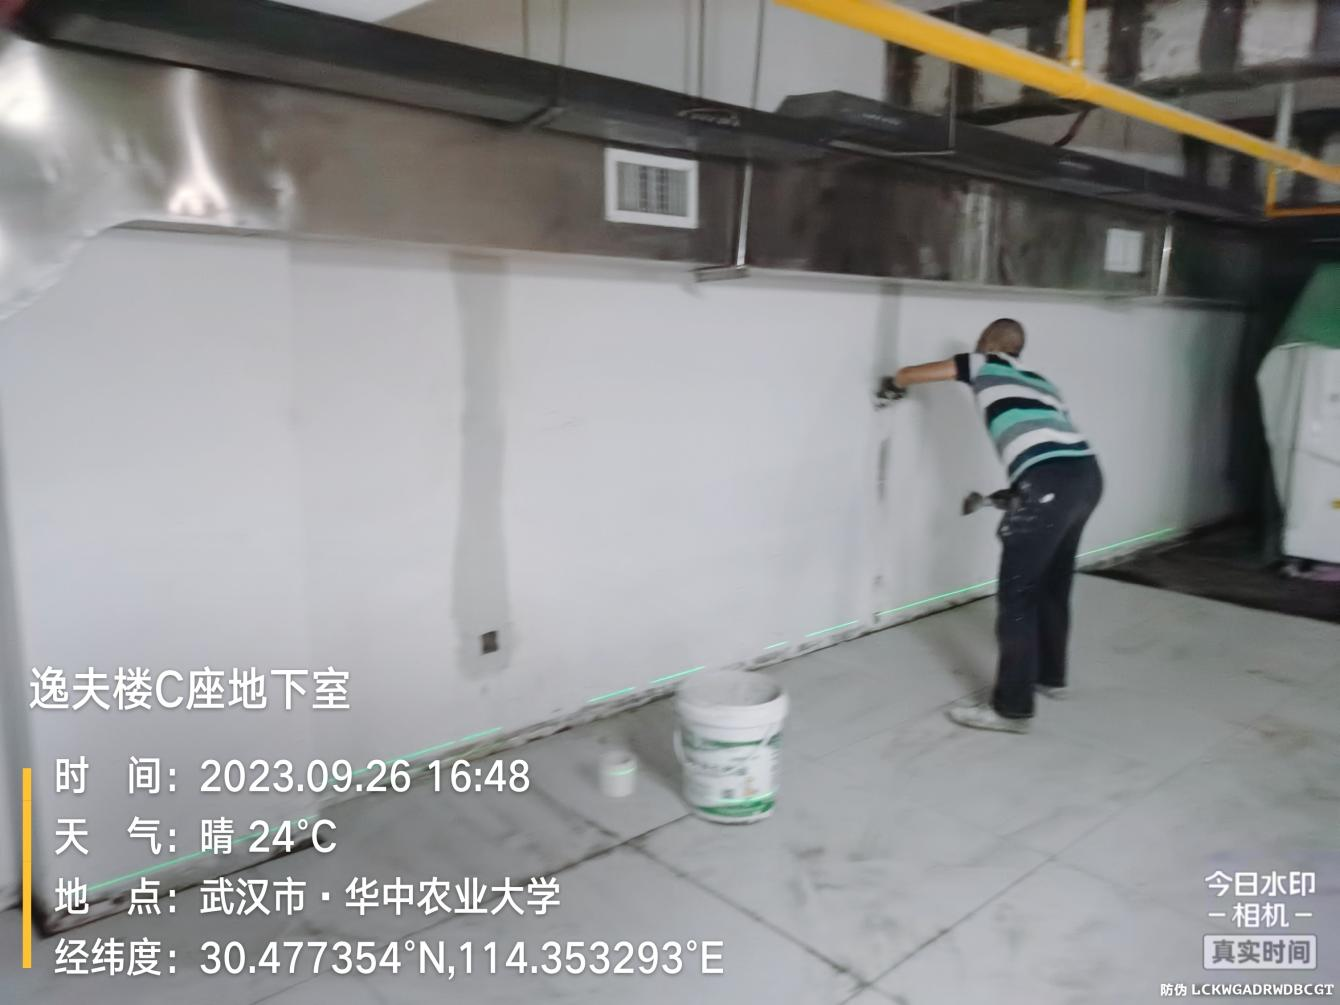 逸夫楼C座地下室
时 间：2023.09.26 16:48
天 气：晴 24°C
地 点：武汉市·华中农业大学
经纬度：30.477354°N,114.353293°E
今日水印
-相机-
真实时间
防伪 LCKWGADRWDBCGT